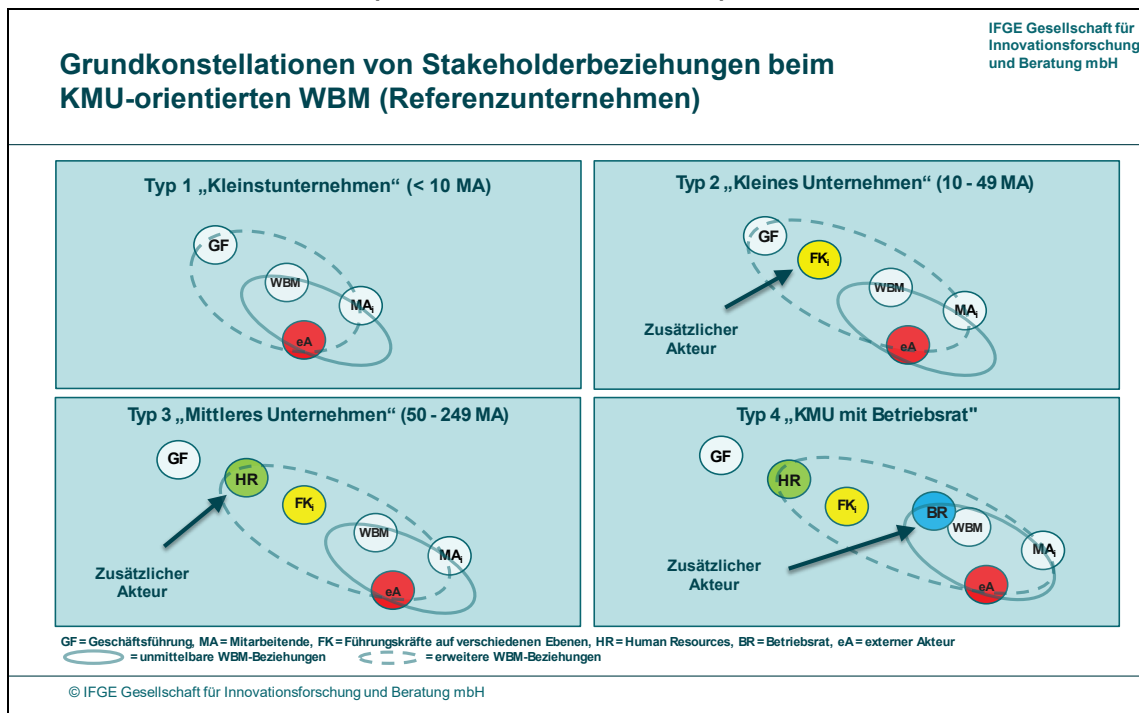 IFGE Gesellschaft für
Innovationsforschung
und Beratung mbH
Grundkonstellationen von Stakeholderbeziehungen beim
KMU-orientierten WBM (Referenzunternehmen)
Typ 1 „Kleinstunternehmen“ (< 10 MA)
GF
WBM
MAi
eA
Typ 2 „Kleines Unternehmen“ (10 - 49 MA)
GF
FKi
WBM
MAi
eA
Zusätzlicher
Akteur
Typ 3 „Mittleres Unternehmen“ (50 - 249 MA)
GF
HR
FKi
WBM
MAi
eA
Zusätzlicher
Akteur
Typ 4 „KMU mit Betriebsrat"
GF
HR
FKi
BR
WBM
MAi
eA
Zusätzlicher
Akteur
GF = Geschäftsführung, MA = Mitarbeitende, FK = Führungskräfte auf verschiedenen Ebenen, HR = Human Resources, BR = Betriebsrat, eA = externer Akteur
= unmittelbare WBM-Beziehungen = erweitere WBM-Beziehungen
© IFGE Gesellschaft für Innovationsforschung und Beratung mbH